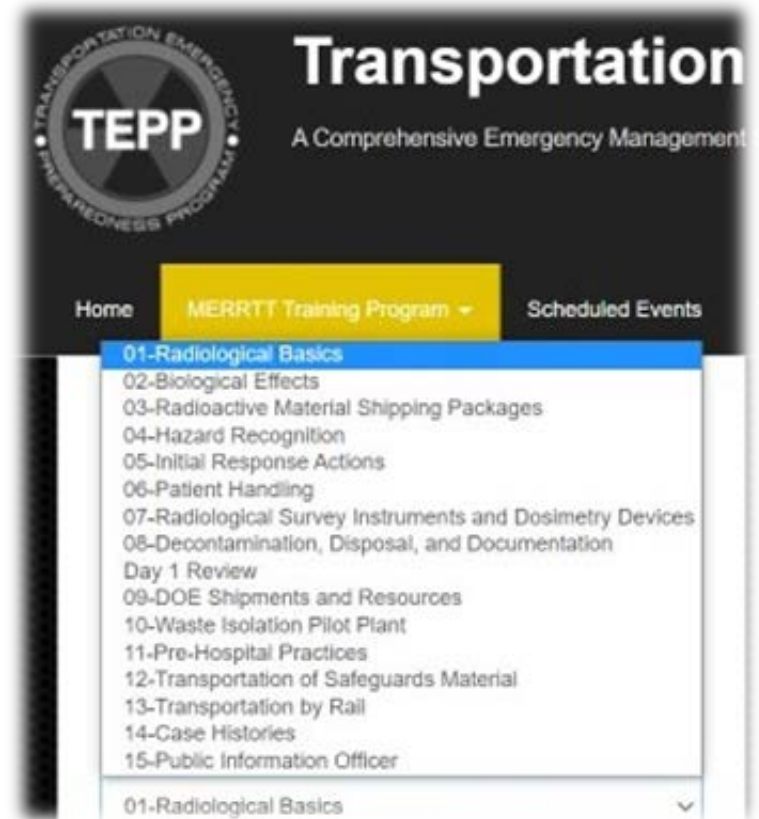 TRANSPORTATION EMERGENCY
PREPAREDNESS PROGRAM
TEPP
Transportation
A Comprehensive Emergency Management
Home
MERRTT Training Program
Scheduled Events
01-Radiological Basics
02-Biological Effects
03-Radioactive Material Shipping Packages
04-Hazard Recognition
05-Initial Response Actions
06-Patient Handling
07-Radiological Survey Instruments and Dosimetry Devices
08-Decontamination, Disposal, and Documentation
Day 1 Review
09-DOE Shipments and Resources
10-Waste Isolation Pilot Plant
11-Pre-Hospital Practices
12-Transportation of Safeguards Material
13-Transportation by Rail
14-Case Histories
15-Public Information Officer
01-Radiological Basics